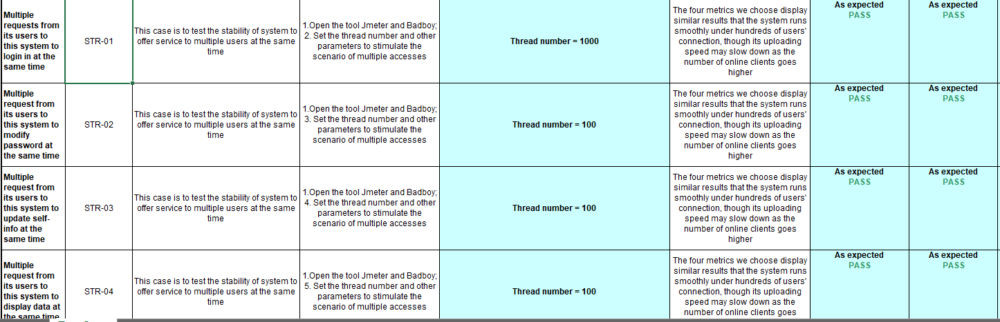 Multiple
requests from
its users to
this system to
login in at the
same time
STR-01
This case is to test the stability of system to
offer service to multiple users at the same
time
1.Open the tool Jmeter and Badboy;
2. Set the thread number and other
parameters to stimulate the
scenario of multiple accesses
Thread number = 1000
The four metrics we choose display
similar results that the system runs
smoothly under hundreds of users'
connection, though its uploading
speed may slow down as the
number of online clients goes
higher
As expected
PASS
As expected
PASS
Multiple
request from
its users to
this system to
modify
password at
the same time
STR-02
This case is to test the stability of system to
offer service to multiple users at the same
time
1.Open the tool Jmeter and Badboy;
3. Set the thread number and other
parameters to stimulate the
scenario of multiple accesses
Thread number = 100
The four metrics we choose display
similar results that the system runs
smoothly under hundreds of users'
connection, though its uploading
speed may slow down as the
number of online clients goes
higher
As expected
PASS
As expected
PASS
Multiple
request from
its users to
this system to
update self-
info at the
same time
STR-03
This case is to test the stability of system to
offer service to multiple users at the same
time
1.Open the tool Jmeter and Badboy;
4. Set the thread number and other
parameters to stimulate the
scenario of multiple accesses
Thread number = 100
The four metrics we choose display
similar results that the system runs
smoothly under hundreds of users'
connection, though its uploading
speed may slow down as the
number of online clients goes
higher
As expected
PASS
As expected
PASS
Multiple
request from
its users to
this system to
display data at
the same time
STR-04
This case is to test the stability of system to
offer service to multiple users at the same
time
1.Open the tool Jmeter and Badboy;
5. Set the thread number and other
parameters to stimulate the
scenario of multiple accesses
Thread number = 100
The four metrics we choose display
similar results that the system runs
smoothly under hundreds of users'
connection, though its uploading
speed may slow down as the
number of online clients goes
As expected
PASS
As expected
PASS